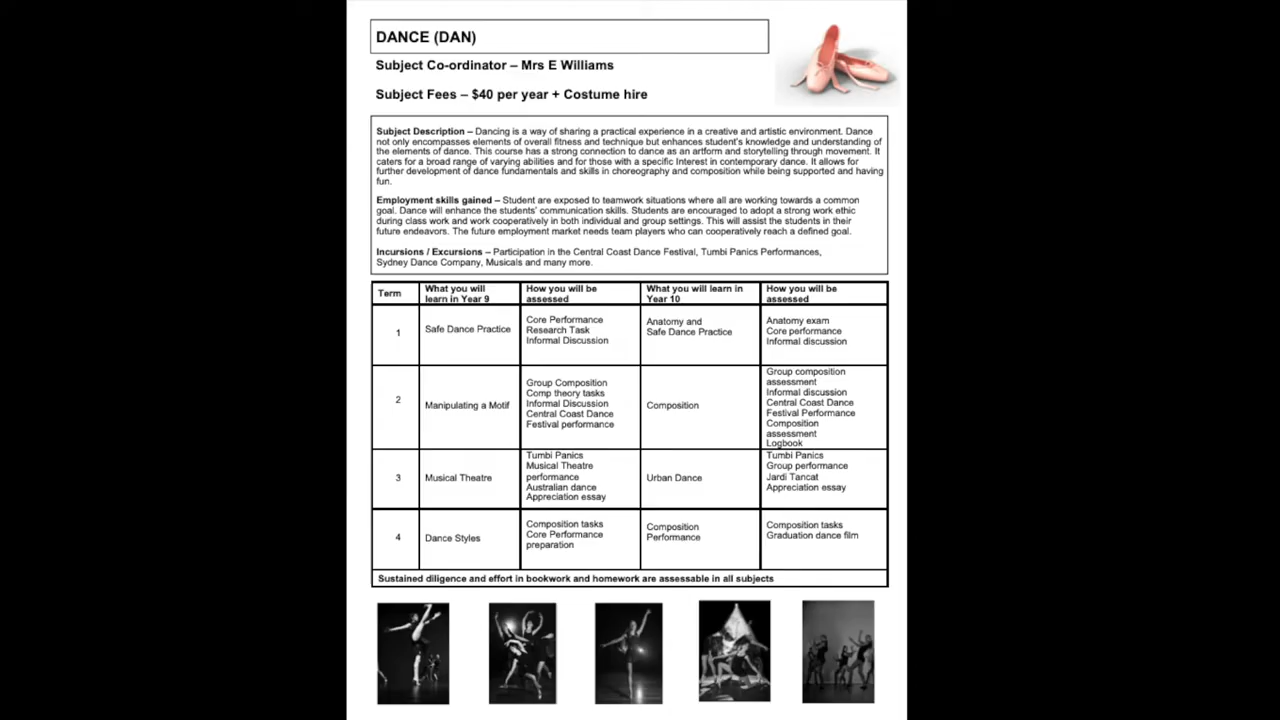 DANCE (DAN)
Subject Co-ordinator – Mrs E Williams
Subject Fees – $40 per year + Costume hire
Subject Description – Dancing is a way of sharing a practical experience in a creative and artistic environment. Dance
not only encompasses elements of overall fitness and technique but enhances student's knowledge and understanding of
the elements of dance. This course has a strong connection to dance as an artform and storytelling through movement. It
caters for a broad range of varying abilities and for those with a specific Interest in contemporary dance. It allows for
further development of dance fundamentals and skills in choreography and composition while being supported and having
fun.
Employment skills gained – Student are exposed to teamwork situations where all are working towards a common
goal. Dance will enhance the students' communication skills. Students are encouraged to adopt a strong work ethic
during class work and work cooperatively in both individual and group settings. This will assist the students in their
future endeavors. The future employment market needs team players who can cooperatively reach a defined goal.
Incursions / Excursions – Participation in the Central Coast Dance Festival, Tumbi Panics Performances,
Sydney Dance Company, Musicals and many more.
Term
What you will
learn in Year 9
How you will be
assessed
What you will learn in
Year 10
How you will be
assessed
1
Safe Dance Practice
Core Performance
Research Task
Informal Discussion
Anatomy and
Safe Dance Practice
Anatomy exam
Core performance
Informal discussion
2
Manipulating a Motif
Group Composition
Comp theory tasks
Informal Discussion
Central Coast Dance
Festival performance
Composition
Group composition
assessment
Informal discussion
Central Coast Dance
Festival Performance
Composition
assessment
Logbook
3
Musical Theatre
Tumbi Panics
Musical Theatre
performance
Australian dance
Appreciation essay
Urban Dance
Tumbi Panics
Group performance
Jardi Tancat
Appreciation essay
4
Dance Styles
Composition tasks
Core Performance
preparation
Composition
Performance
Composition tasks
Graduation dance film
Sustained diligence and effort in bookwork and homework are assessable in all subjects